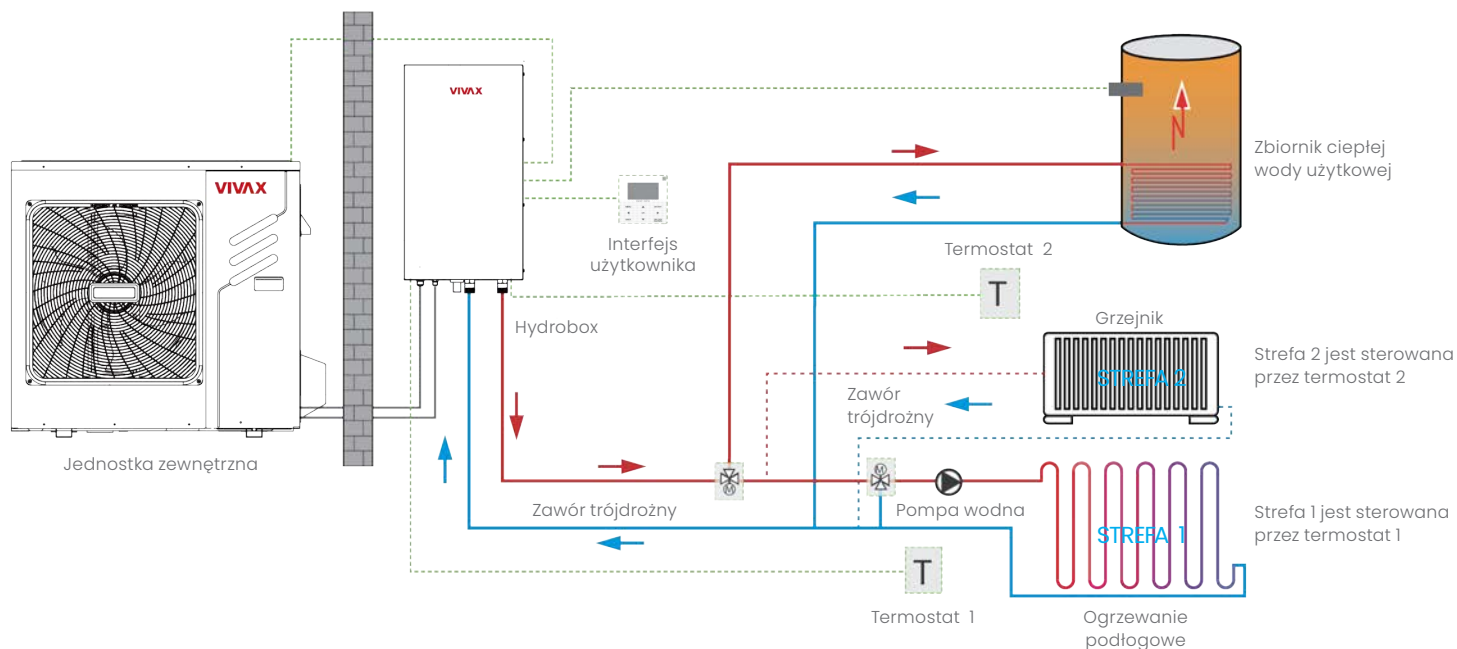 VIVAX
VIVAX
Jednostka zewnętrzna
Hydrobox
Interfejs
użytkownika
Zbiornik ciepłej
wody użytkowej
Termostat 2
T
Grzejnik
STREFA 2
Strefa 2 jest sterowana
przez termostat 2
Zawór
trójdrożny
M
M
Zawór trójdrożny
Pompa wodna
STREFA 1
Strefa 1 jest sterowana
przez termostat 1
T
Termostat 1
Ogrzewanie
podłogowe